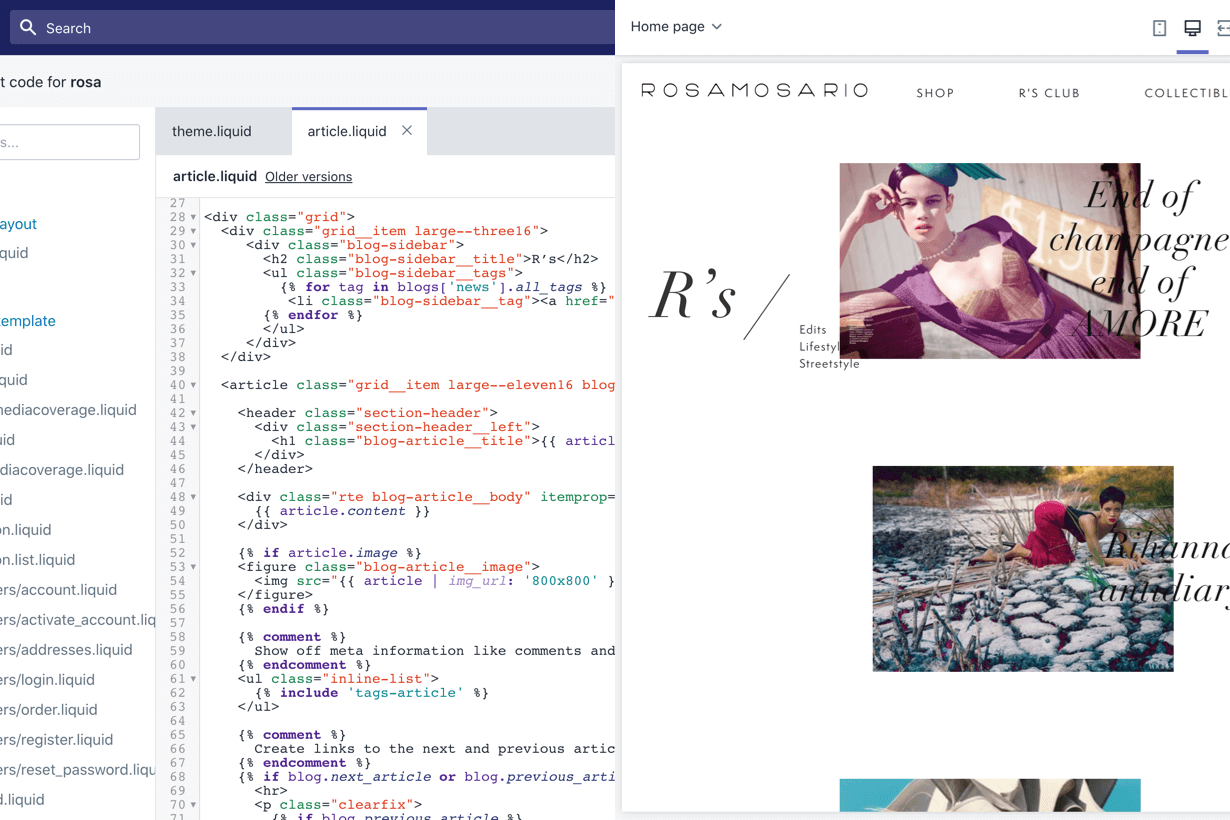 Search
t code for rosa
s...
ayout
quid
emplate
id
quid
mediacoverage.liquid
uid
diacoverage.liquid
id
on.liquid
on.list.liquid
ers/account.liquid
ers/activate_account.liq
ers/addresses.liquid
ers/login.liquid
ers/order.liquid
ers/register.liquid
ers/reset_password.liqu
d.liquid
theme.liquid article.liquid ×
article.liquid Older versions
27
28 <div class="grid">
29 <div class="grid__item large--three16">
30 <div class="blog-sidebar">
31 <h2 class="blog-sidebar__title">R’s</h2>
32 <ul class="blog-sidebar__tags">
33 {% for tag in blogs['news'].all_tags %}
34 <li class="blog-sidebar__tag"><a href="
35 {% endfor %}
36 </ul>
37 </div>
38 </div>
39
40 <article class="grid__item large--eleven16 blog
41
42 <header class="section-header">
43 <div class="section-header__left">
44 <h1 class="blog-article__title">{{ articl
45 </div>
46 </header>
47
48 <div class="rte blog-article__body" itemprop=
49 {{ article.content }}
50 </div>
51
52 {% if article.image %}
53 <figure class="blog-article__image">
54 <img src="{{ article | img_url: '800x800' }
55 </figure>
56 {% endif %}
57
58 {% comment %}
59 Show off meta information like comments and
60 {% endcomment %}
61 <ul class="inline-list">
62 {% include 'tags-article' %}
63 </ul>
64
65 {% comment %}
66 Create links to the next and previous artic
67 {% endcomment %}
68 {% if blog.next_article or blog.previous_arti
69 <hr>
70 <p class="clearfix">
71 {% if blog.previous_article %}
Home page
ROSAMOSARIO SHOP R'S CLUB COLLECTIBL
R’s /
Edits
Lifestyl
Streetstyle
End of
champagne
end of
AMORE
Rihanna
antidiary